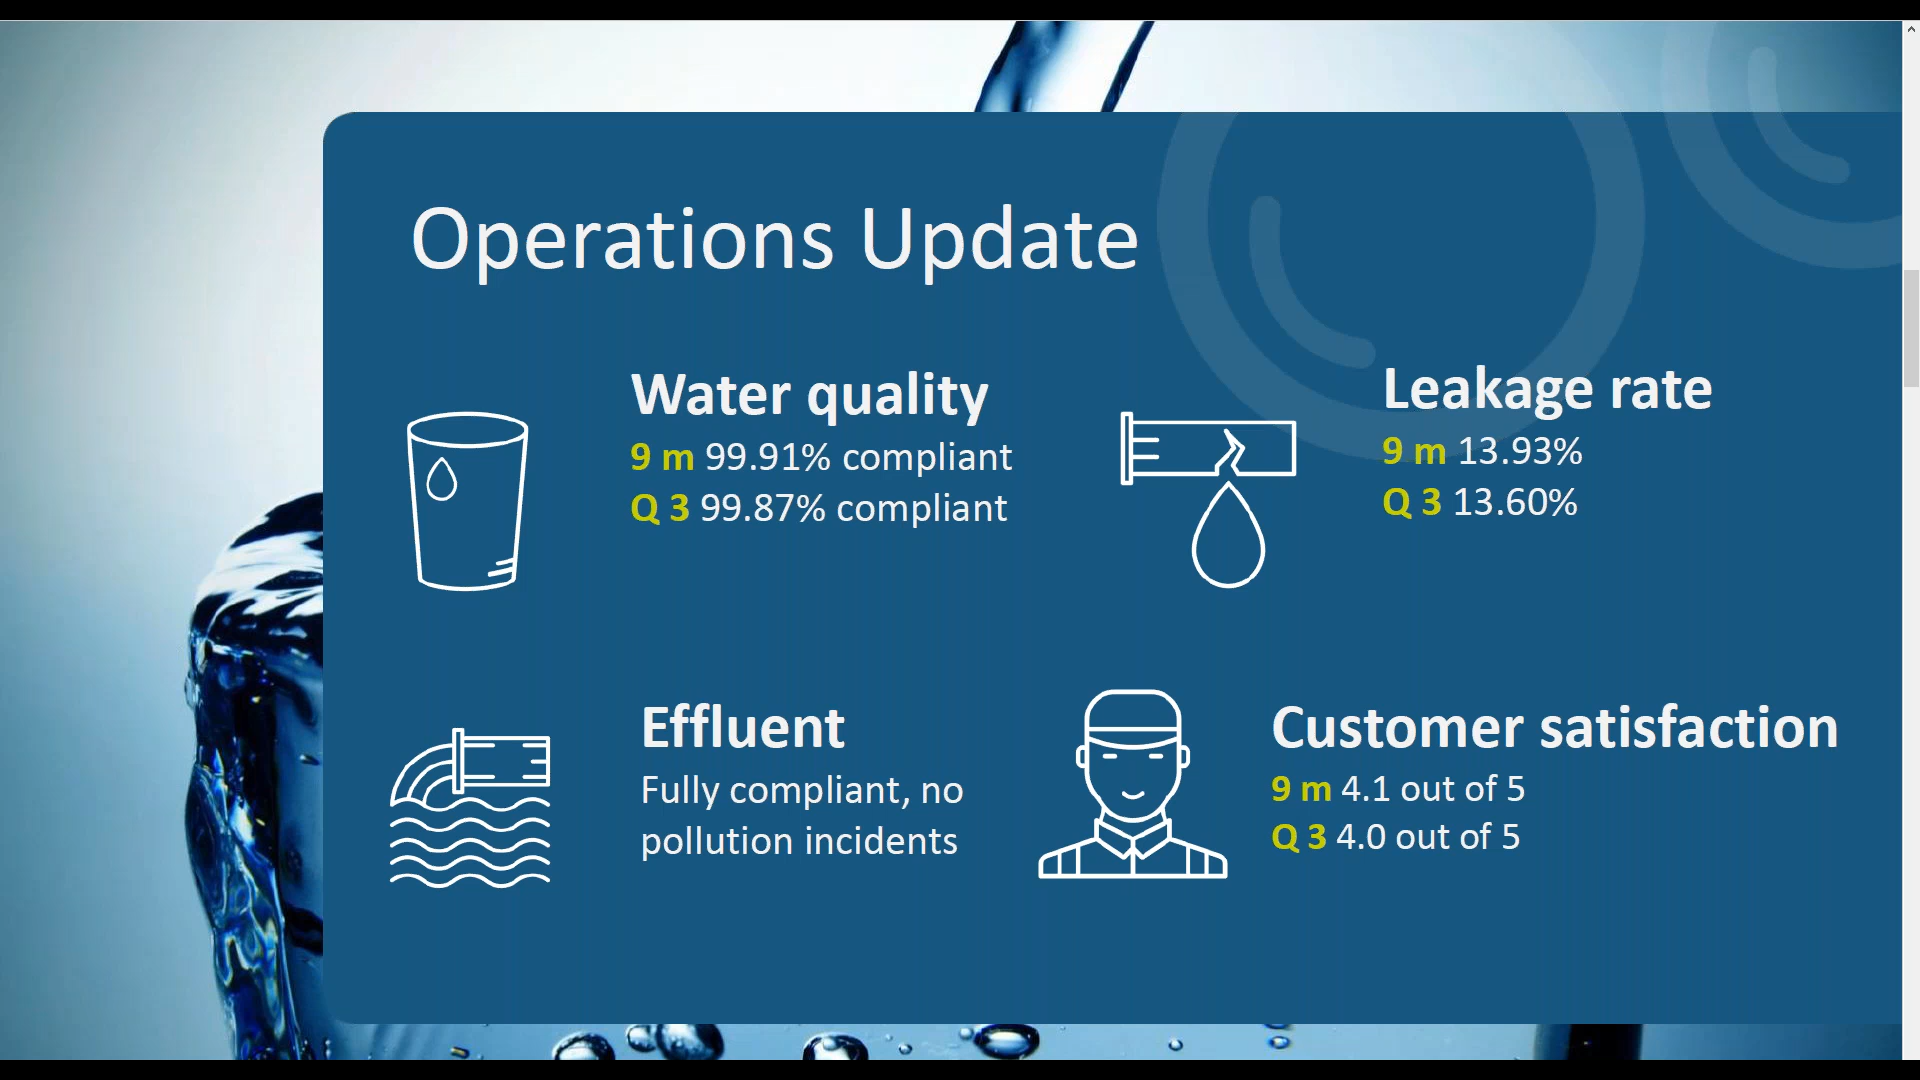 Operations Update
Water quality
9 m 99.91% compliant
Q 3 99.87% compliant
Leakage rate
9 m 13.93%
Q 3 13.60%
Effluent
Fully compliant, no
pollution incidents
Customer satisfaction
9 m 4.1 out of 5
Q 3 4.0 out of 5